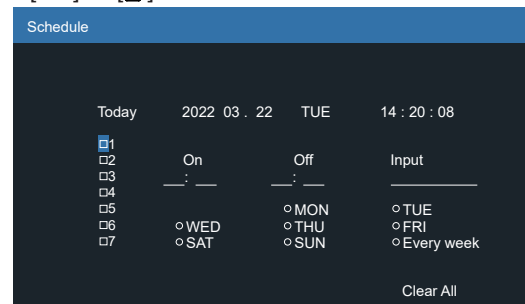 Schedule
Today 2022 03 . 22 TUE 14 : 20 : 08
1
2 On Off Input
3 __: __ __: __ ________
4
5 MON TUE
6 WED THU FRI
7 SAT SUN Every week
Clear All